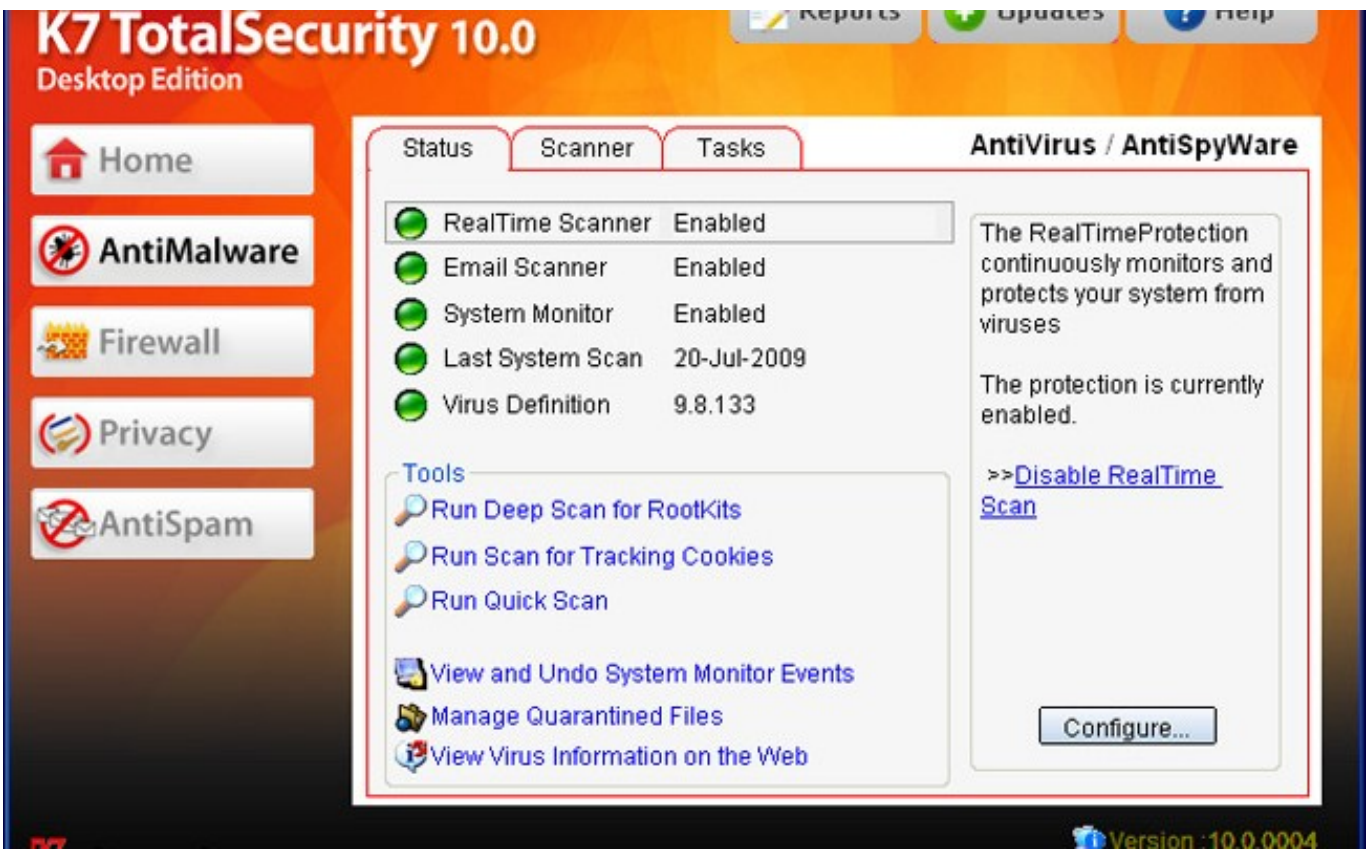 K7 TotalSecurity 10.0
Desktop Edition
Reports
Updates
Help
Home
AntiMalware
Firewall
Privacy
AntiSpam
Status
Scanner
Tasks
AntiVirus / AntiSpyWare
RealTime Scanner Enabled
Email Scanner Enabled
System Monitor Enabled
Last System Scan 20-Jul-2009
Virus Definition 9.8.133
Tools
Run Deep Scan for RootKits
Run Scan for Tracking Cookies
Run Quick Scan
View and Undo System Monitor Events
Manage Quarantined Files
View Virus Information on the Web
The RealTimeProtection
continuously monitors and
protects your system from
viruses
The protection is currently
enabled.
>>Disable RealTime
Scan
Configure...
K7
Version :10.0.0004